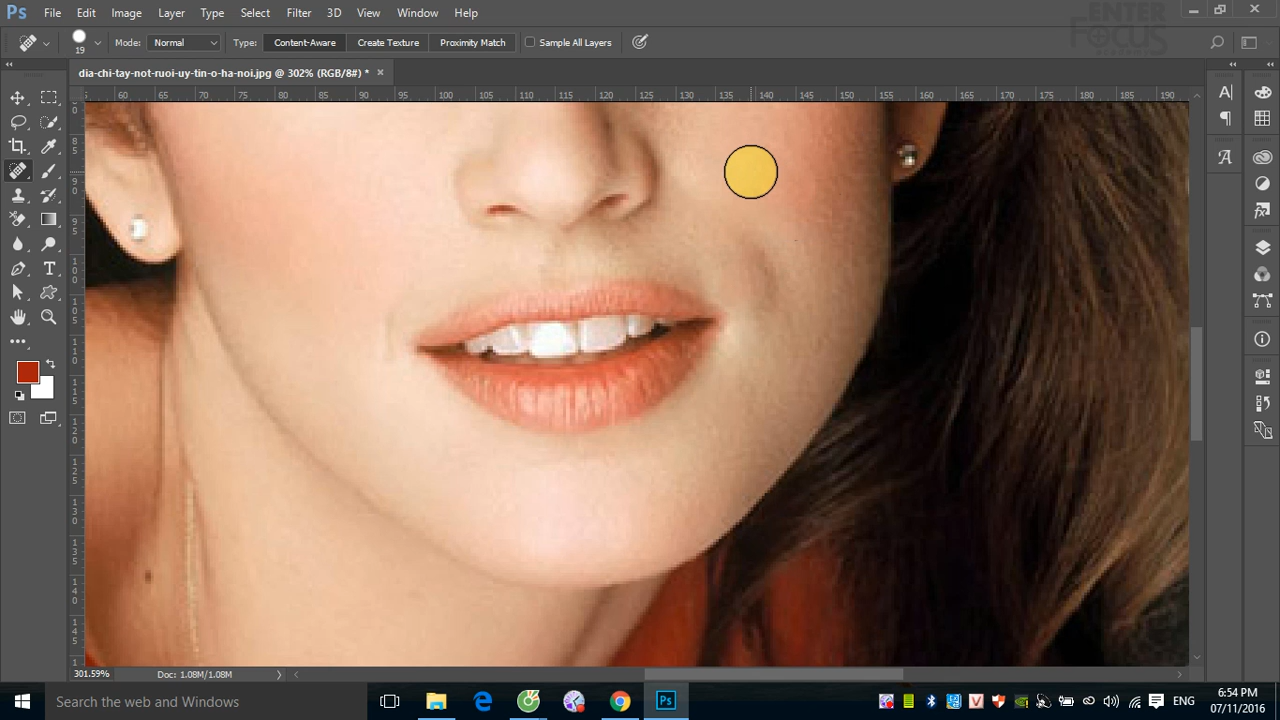 Ps File Edit Image Layer Type Select Filter 3D View Window Help
ENTER
FOCUS
19 Mode: Normal Type: Content-Aware Create Texture Proximity Match Sample All Layers
dia-chi-tay-not-ruoi-uy-tin-o-ha-noi.jpg @ 302% (RGB/8#) * ×
60 65 70 75 80 85 90 95 100 105 110 115 120 125 130 135 140 145 150 155 160 165 170 175 180 185 190
85
90
95
100
105
110
115
120
125
130
135
140
145
301.59% Doc: 1.08M/1.08M
Search the web and Windows
Ps
ENG
6:54 PM
07/11/2016